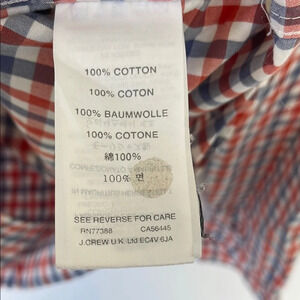 100% COTTON
100% COTON
100% BAUMWOLLE
100% COTONE
綿100%
100% 면
SEE REVERSE FOR CARE
RN77388 CA56445
J.CREW U.K. Ltd EC4V 6JA